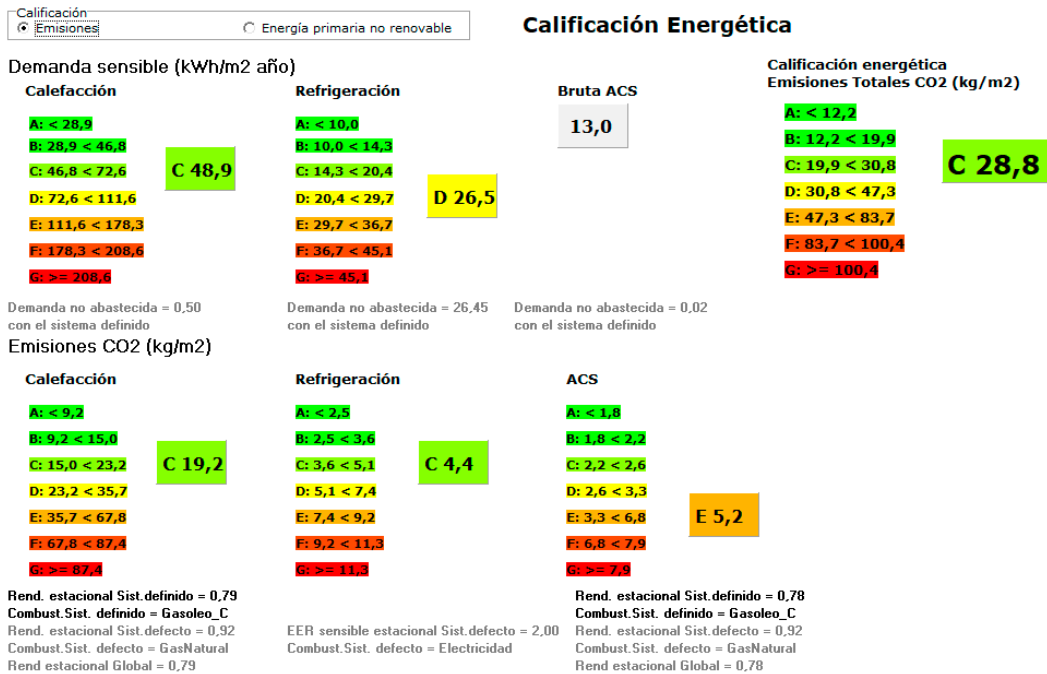 Calificación
Emisiones
Energía primaria no renovable
Calificación Energética
Demanda sensible (kWh/m2 año)
Calefacción
A: < 28,9
B: 28,9 < 46,8
C: 46,8 < 72,6
D: 72,6 < 111,6
E: 111,6 < 178,3
F: 178,3 < 208,6
G: >= 208,6
C 48,9
Demanda no abastecida = 0,50
con el sistema definido
Refrigeración
A: < 10,0
B: 10,0 < 14,3
C: 14,3 < 20,4
D: 20,4 < 29,7
E: 29,7 < 36,7
F: 36,7 < 45,1
G: >= 45,1
D 26,5
Demanda no abastecida = 26,45
con el sistema definido
Bruta ACS
13,0
Demanda no abastecida = 0,02
con el sistema definido
Calificación energética
Emisiones Totales CO2 (kg/m2)
A: < 12,2
B: 12,2 < 19,9
C: 19,9 < 30,8
D: 30,8 < 47,3
E: 47,3 < 83,7
F: 83,7 < 100,4
G: >= 100,4
C 28,8
Emisiones CO2 (kg/m2)
Calefacción
A: < 9,2
B: 9,2 < 15,0
C: 15,0 < 23,2
D: 23,2 < 35,7
E: 35,7 < 67,8
F: 67,8 < 87,4
G: >= 87,4
C 19,2
Rend. estacional Sist.definido = 0,79
Combust.Sist. definido = Gasoleo_C
Rend. estacional Sist.defecto = 0,92
Combust.Sist. defecto = GasNatural
Rend estacional Global = 0,79
Refrigeración
A: < 2,5
B: 2,5 < 3,6
C: 3,6 < 5,1
D: 5,1 < 7,4
E: 7,4 < 9,2
F: 9,2 < 11,3
G: >= 11,3
C 4,4
EER sensible estacional Sist.defecto = 2,00
Combust.Sist. defecto = Electricidad
ACS
A: < 1,8
B: 1,8 < 2,2
C: 2,2 < 2,6
D: 2,6 < 3,3
E: 3,3 < 6,8
F: 6,8 < 7,9
G: >= 7,9
E 5,2
Rend. estacional Sist.definido = 0,78
Combust.Sist. definido = Gasoleo_C
Rend. estacional Sist.defecto = 0,92
Combust.Sist. defecto = GasNatural
Rend estacional Global = 0,78